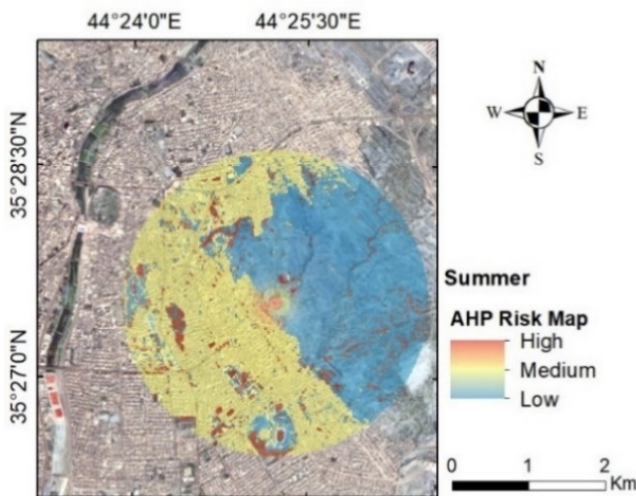 44°24'0"E 44°25'30"E
35°28'30"N
35°27'0"N
N
W E
S
Summer
AHP Risk Map
High
Medium
Low
0 1 2
Km